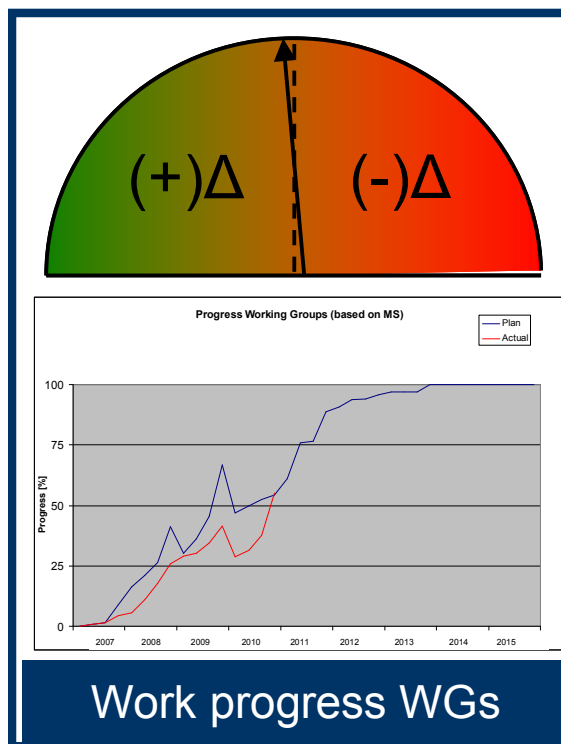 (+)Δ
(-)Δ
Progress Working Groups (based on MS)
Plan
Actual
100
75
50
25
0
Progress [%]
2007 2008 2009 2010 2011 2012 2013 2014 2015
Work progress WGs